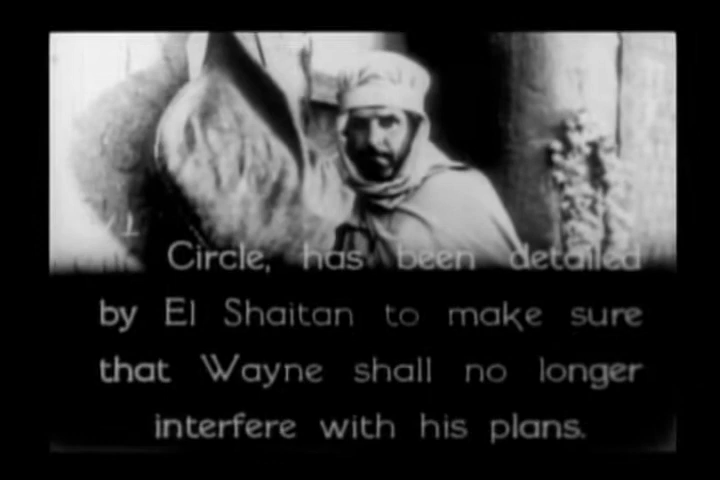 Circle, has been detailed
by El Shaitan to make sure
that Wayne shall no longer
interfere with his plans.